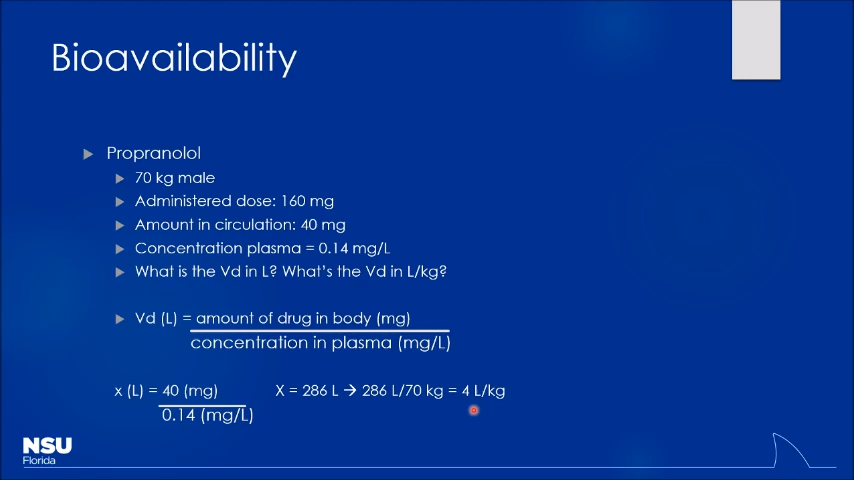 Bioavailability
Propranolol
70 kg male
Administered dose: 160 mg
Amount in circulation: 40 mg
Concentration plasma = 0.14 mg/L
What is the Vd in L? What's the Vd in L/kg?
Vd (L) = amount of drug in body (mg)
concentration in plasma (mg/L)
x (L) = 40 (mg) X = 286 L → 286 L/70 kg = 4 L/kg
0.14 (mg/L)
NSU
Florida